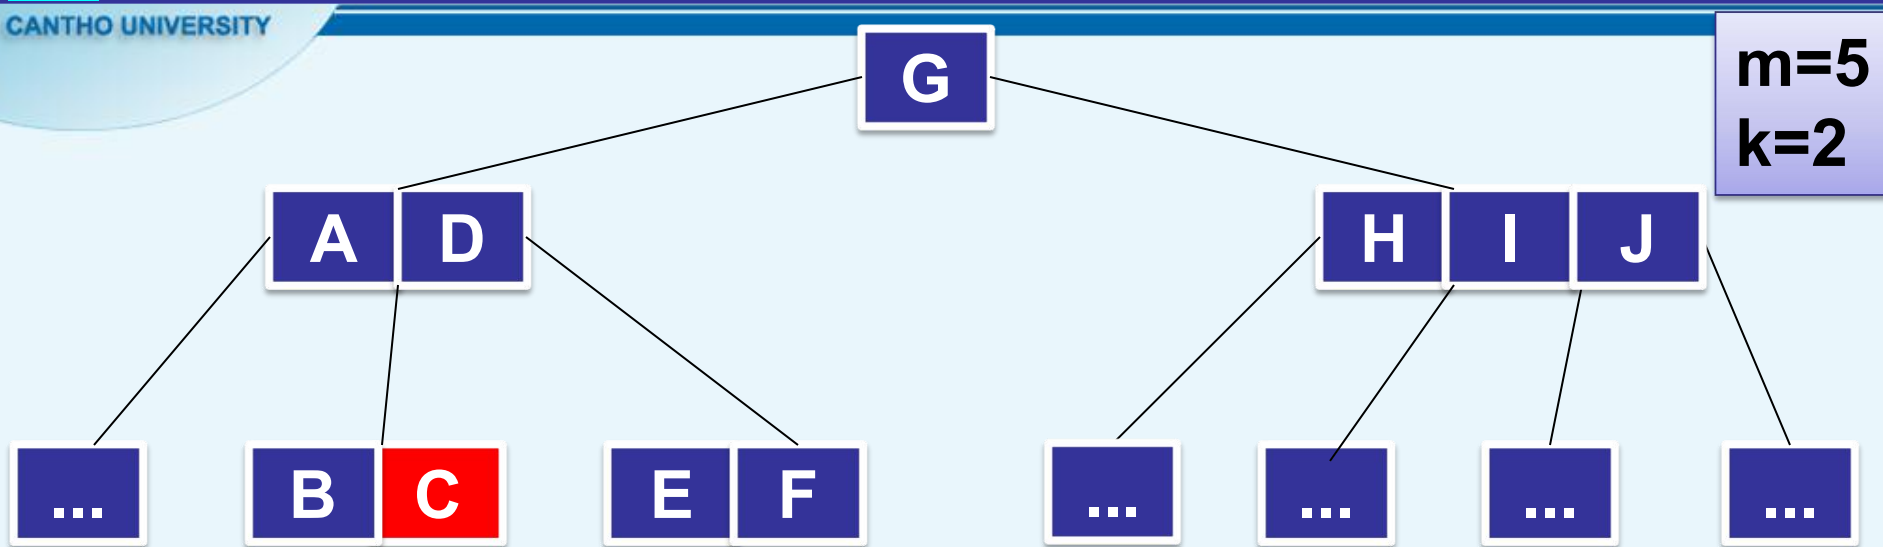 CANTHO UNIVERSITY
G
m=5
k=2
A D
H I J
...
B C
E F
...
...
...
...